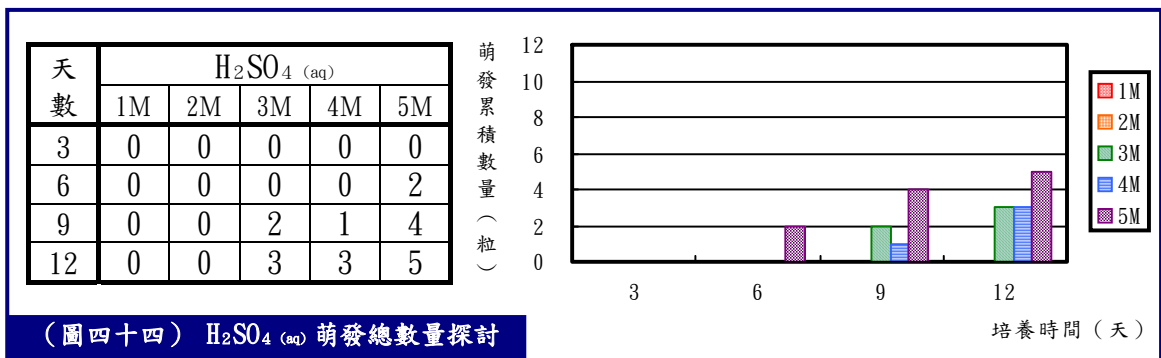 天數 H₂SO₄ (aq)
1M 2M 3M 4M 5M
3 0 0 0 0 0
6 0 0 0 0 2
9 0 0 2 1 4
12 0 0 3 3 5
萌發累積數量（粒）
12
10
8
6
4
2
0
3 6 9 12
培養時間（天）
1M
2M
3M
4M
5M
（圖四十四） H₂SO₄ (aq) 萌發總數量探討